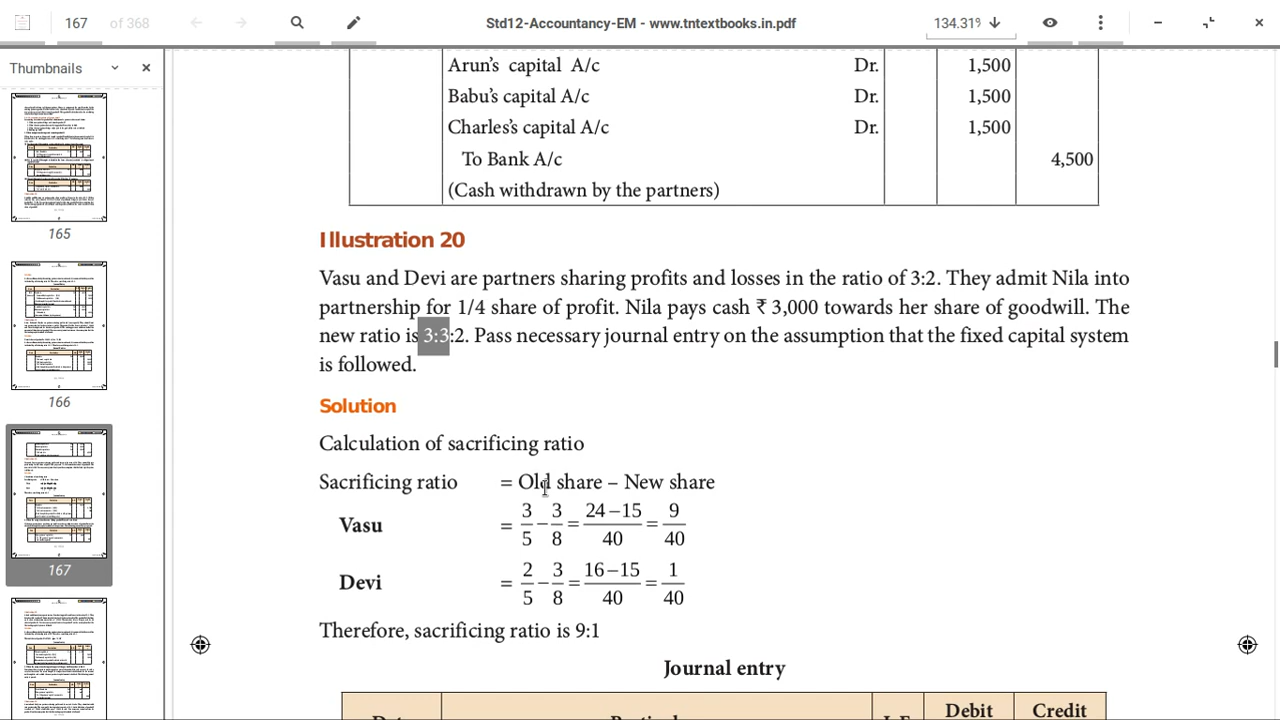 167 of 368
Std12-Accountancy-EM - www.tntextbooks.in.pdf
134.31%
Thumbnails
165
166
167
Arun's capital A/c Dr. 1,500
Babu's capital A/c Dr. 1,500
Charles's capital A/c Dr. 1,500
To Bank A/c 4,500
(Cash withdrawn by the partners)
Illustration 20
Vasu and Devi are partners sharing profits and losses in the ratio of 3:2. They admit Nila into
partnership for share of profit. Nila pays cash ₹ 3,000 towards her share of goodwill. The
new ratio is 3:3:2. Pass necessary journal entry on the assumption that the fixed capital system
is followed.
Solution
Calculation of sacrificing ratio
Sacrificing ratio = Old share – New share
Vasu = 3/5 – 3/8 = 24–15/40 = 9/40
Devi = 2/5 – 3/8 = 16–15/40 = 1/40
Therefore, sacrificing ratio is 9:1
Journal entry
Debit Credit